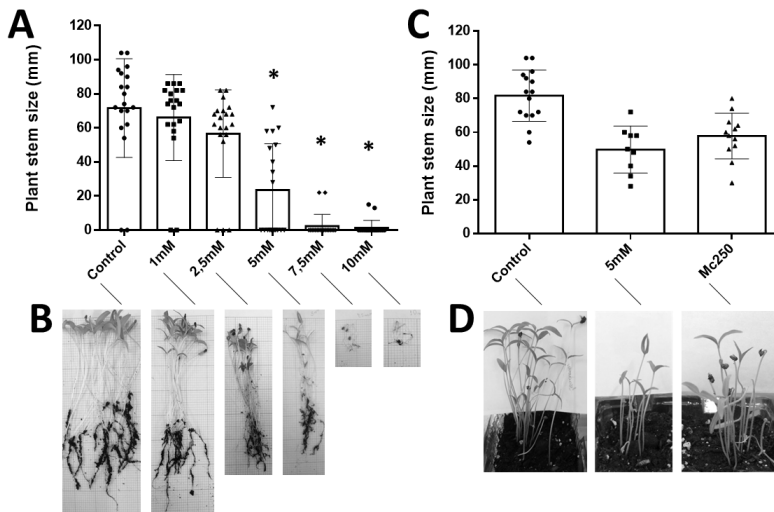 A
Plant stem size (mm)
120
100
80
60
40
20
0
*
*
*
Control
1mM
2,5mM
5mM
7,5mM
10mM
B
C
Plant stem size (mm)
120
100
80
60
40
20
0
Control
5mM
Mc250
D